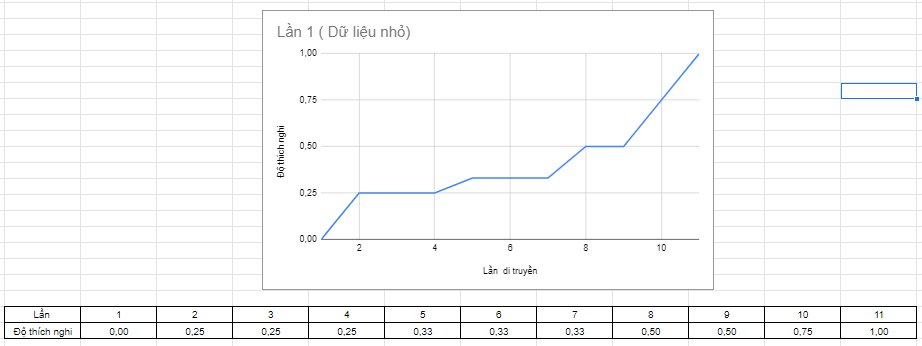 Lần 1 ( Dữ liệu nhỏ)
1,00
0,75
0,50
0,25
0,00
Độ thích nghi
2 4 6 8 10
Lần di truyền
Lần 1 2 3 4 5 6 7 8 9 10 11
Độ thích nghi 0,00 0,25 0,25 0,25 0,33 0,33 0,33 0,50 0,50 0,75 1,00